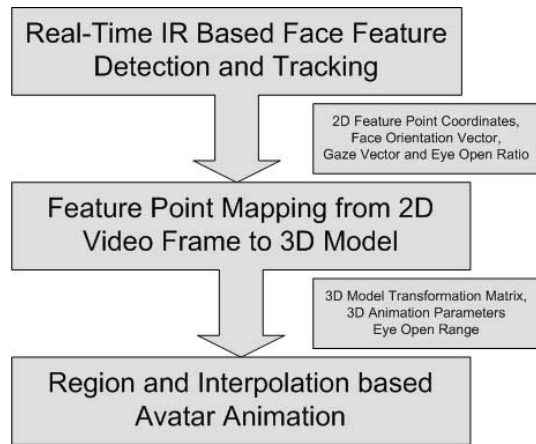 Real-Time IR Based Face Feature
Detection and Tracking
2D Feature Point Coordinates,
Face Orientation Vector,
Gaze Vector and Eye Open Ratio
Feature Point Mapping from 2D
Video Frame to 3D Model
3D Model Transformation Matrix,
3D Animation Parameters
Eye Open Range
Region and Interpolation based
Avatar Animation